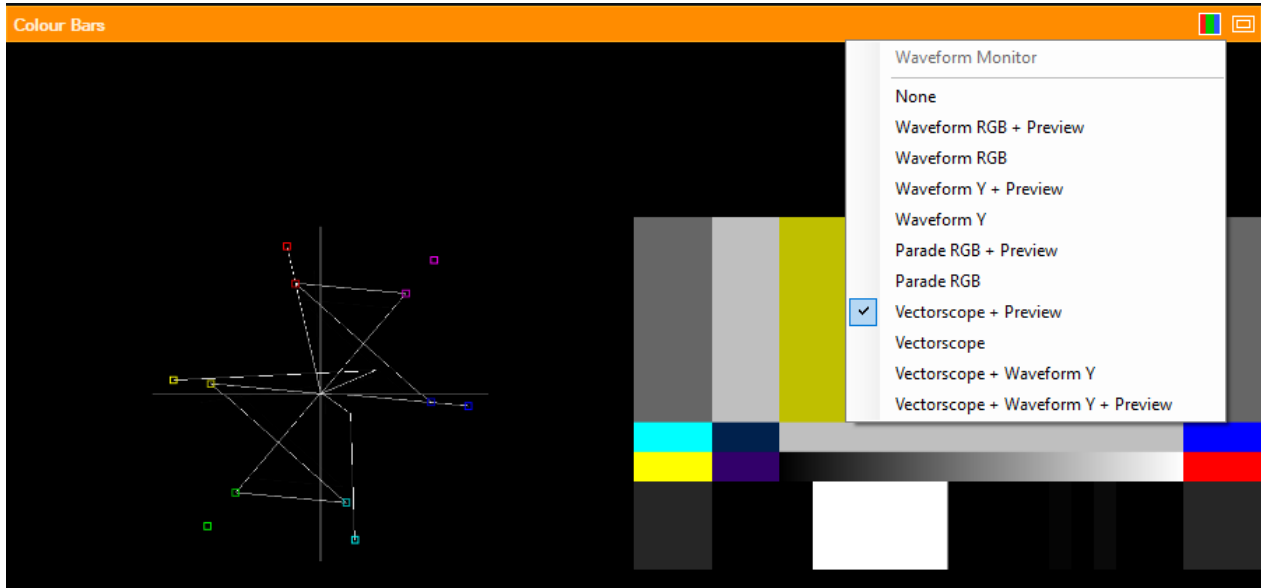 Colour Bars
Waveform Monitor
None
Waveform RGB + Preview
Waveform RGB
Waveform Y + Preview
Waveform Y
Parade RGB + Preview
Parade RGB
Vectorscope + Preview
Vectorscope
Vectorscope + Waveform Y
Vectorscope + Waveform Y + Preview